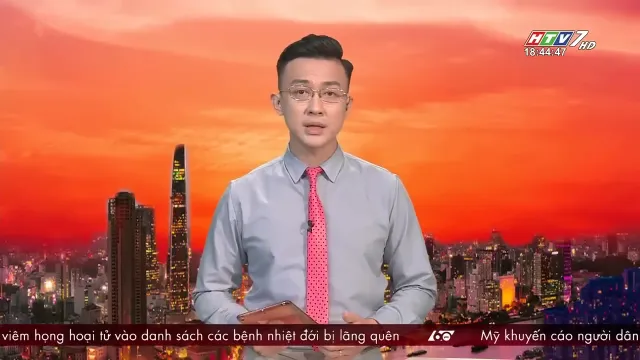 HTV7 HD
18:44:47
viêm họng hoại tử vào danh sách các bệnh nhiệt đới bị lãng quên 60 Mỹ khuyến cáo người dân